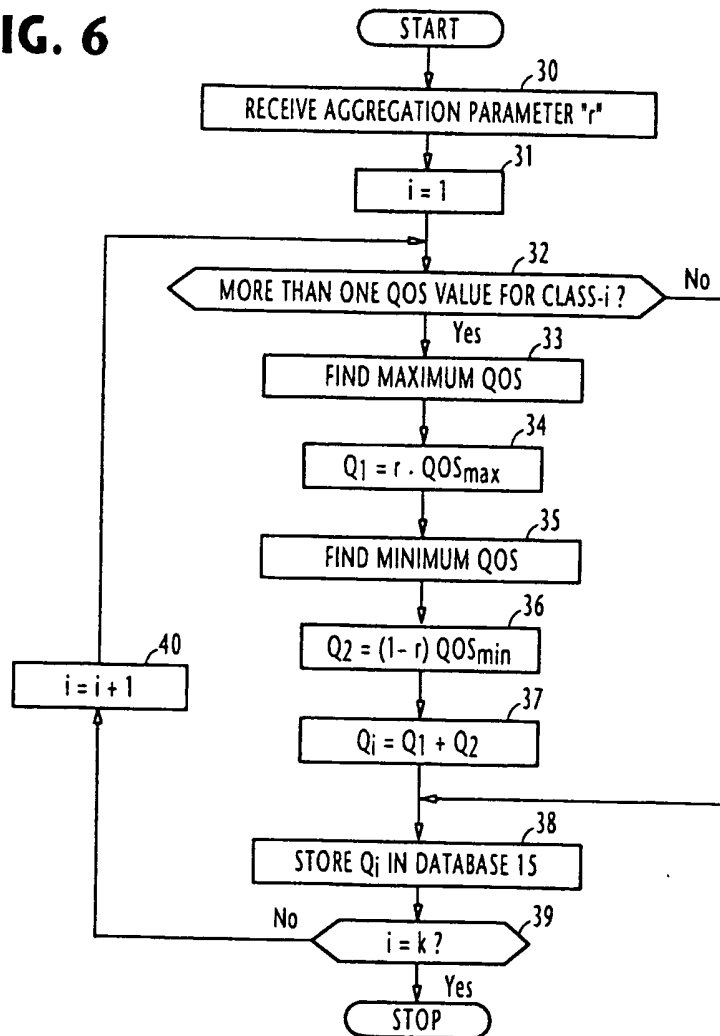 IG. 6
START
30
RECEIVE AGGREGATION PARAMETER "r"
31
i = 1
32
MORE THAN ONE QOS VALUE FOR CLASS-i ?
No
Yes
33
FIND MAXIMUM QOS
34
Q1 = r . QOSmax
35
FIND MINIMUM QOS
36
Q2 = (1- r) QOSmin
40
i = i + 1
37
Qi = Q1 + Q2
38
STORE Qi IN DATABASE 15
No
39
i = k ?
Yes
STOP